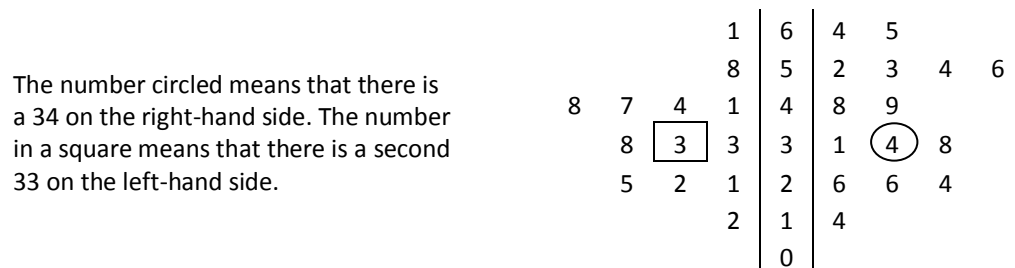 The number circled means that there is
a 34 on the right-hand side. The number
in a square means that there is a second
33 on the left-hand side.
1 6 4 5
8 5 2 3 4 6
8 7 4 1 4 8 9
8 3 3 3 1 4 8
5 2 1 2 6 6 4
2 1 4
0